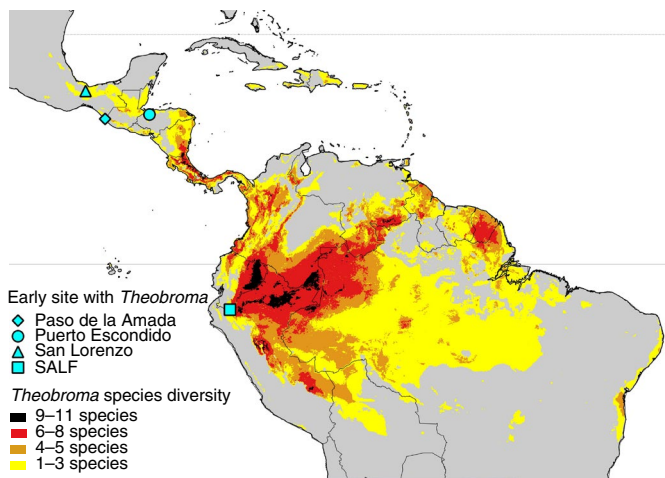 Early site with Theobroma
Paso de la Amada
Puerto Escondido
San Lorenzo
SALF
Theobroma species diversity
9–11 species
6–8 species
4–5 species
1–3 species